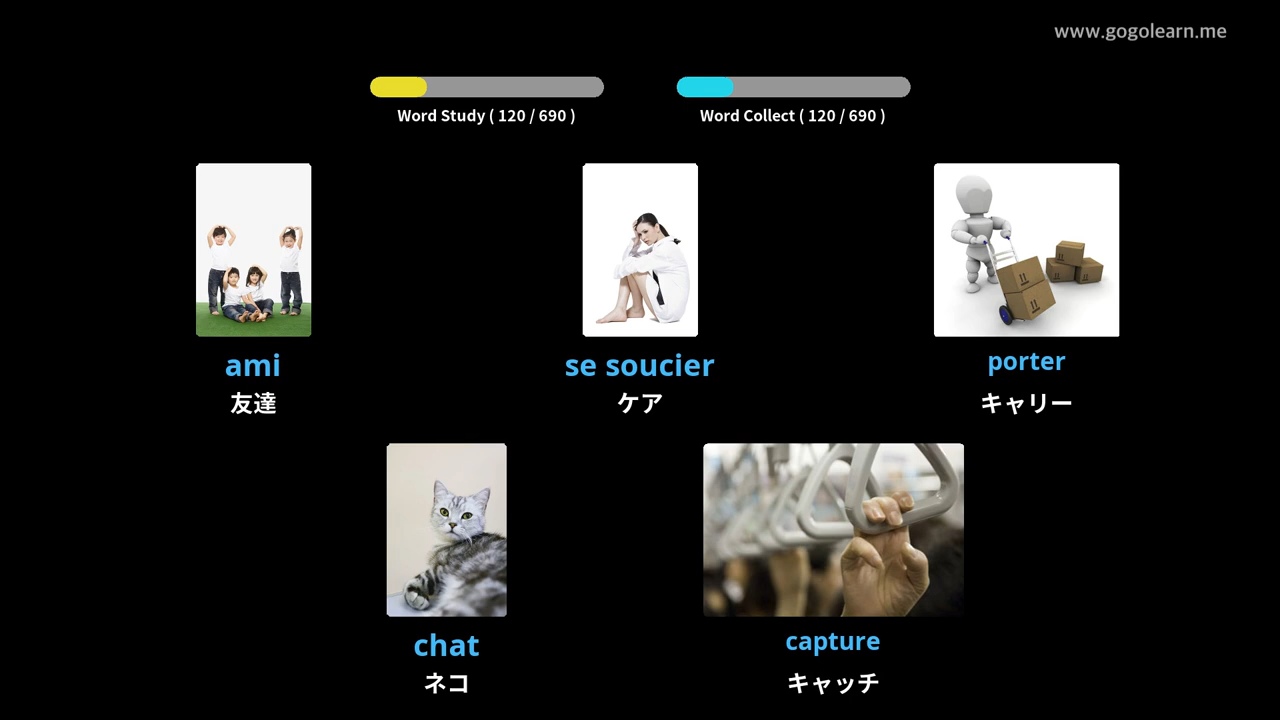 www.gogolearn.me
Word Study ( 120 / 690 )
Word Collect ( 120 / 690 )
ami
友達
se soucier
ケア
porter
キャリー
chat
ネコ
capture
キャッチ